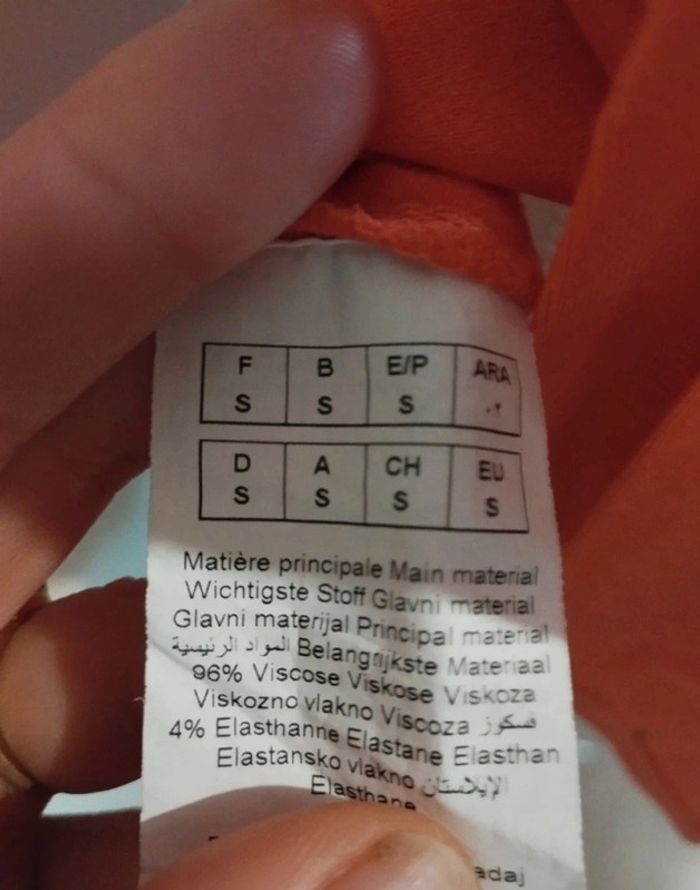 F B E/P ARA
S S S ٠٢
D A CH EU
S S S S
Matière principale Main material
Wichtigste Stoff Glavni material
Glavni materijal Principal material
المواد الرئيسية Belangrijkste Materiaal
96% Viscose Viskose Viskoza
Viskozno vlakno Viscoza فسكوز
4% Elasthanne Elastane Elasthan
Elastansko vlakno الإيلاستان
Elasthane
adaj